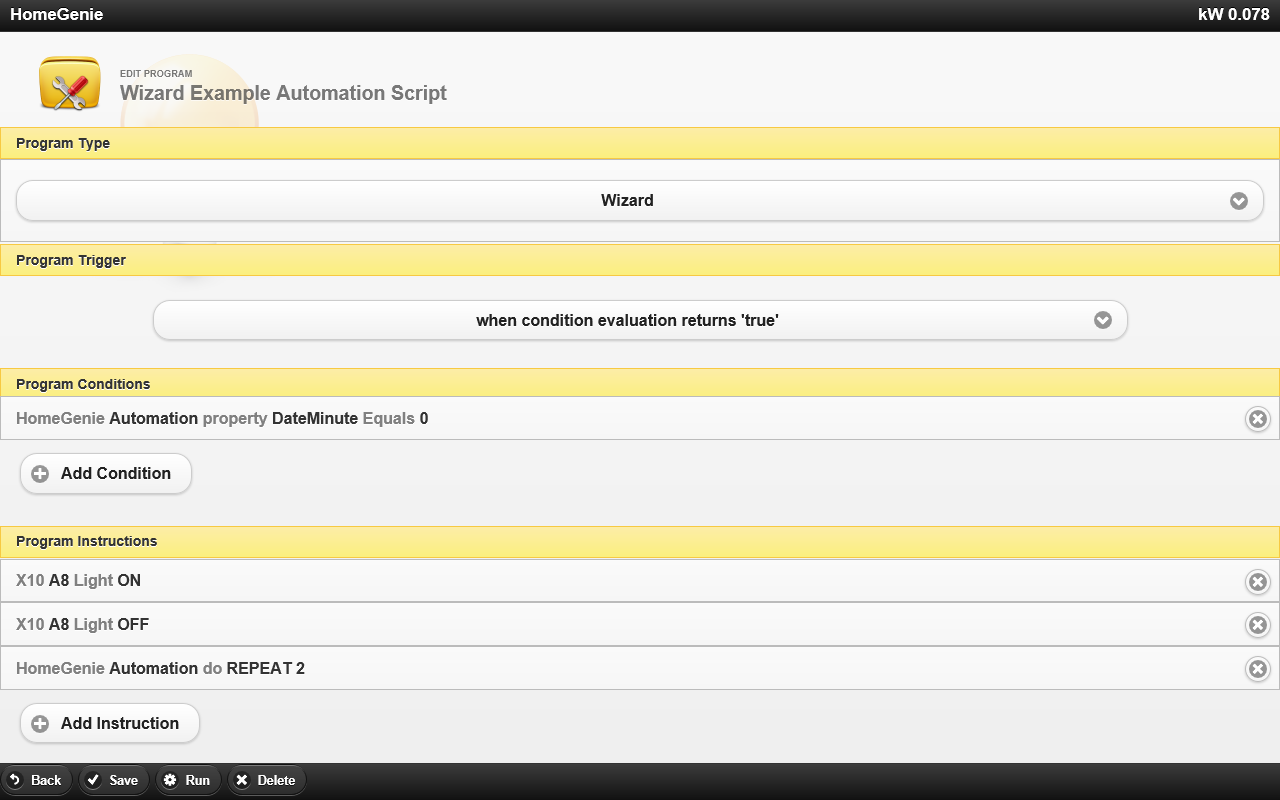 HomeGenie
kW 0.078
EDIT PROGRAM
Wizard Example Automation Script
Program Type
Wizard
Program Trigger
when condition evaluation returns 'true'
Program Conditions
HomeGenie Automation property DateMinute Equals 0
Add Condition
Program Instructions
X10 A8 Light ON
X10 A8 Light OFF
HomeGenie Automation do REPEAT 2
Add Instruction
Back Save Run Delete